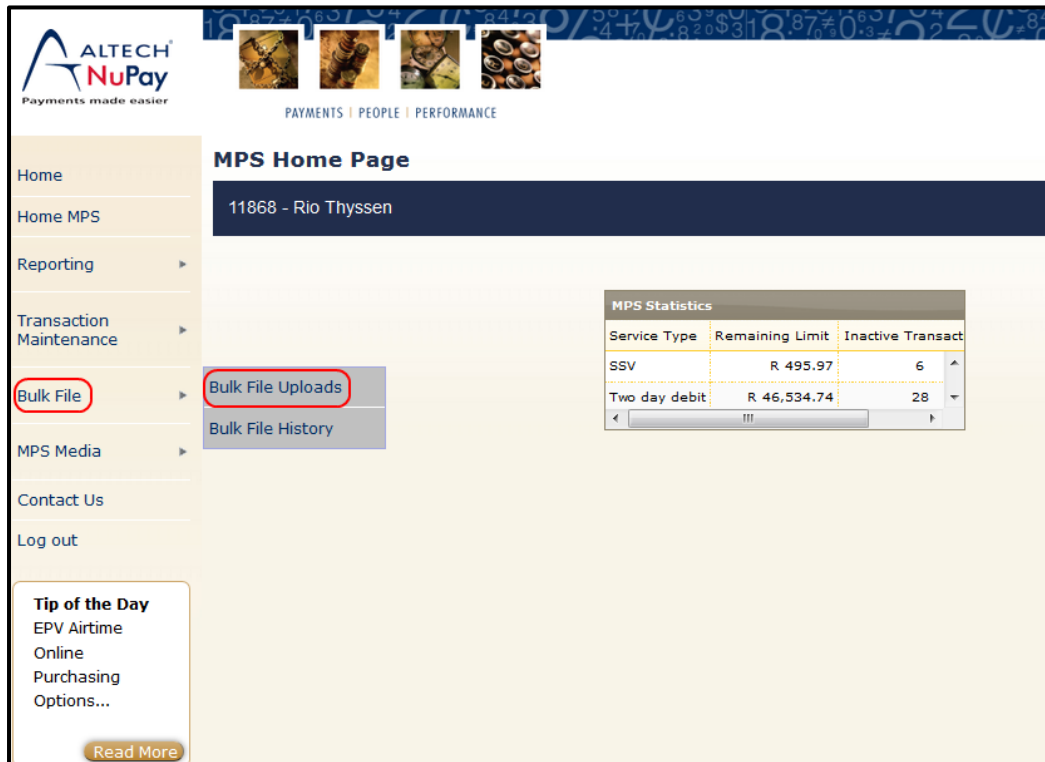 ALTECH
NuPay
Payments made easier
PAYMENTS | PEOPLE | PERFORMANCE
MPS Home Page
11868 - Rio Thyssen
Home
Home MPS
Reporting
Transaction
Maintenance
Bulk File
MPS Media
Contact Us
Log out
Bulk File Uploads
Bulk File History
MPS Statistics
Service Type Remaining Limit Inactive Transact
SSV R 495.97 6
Two day debit R 46,534.74 28
Tip of the Day
EPV Airtime
Online
Purchasing
Options...
Read More